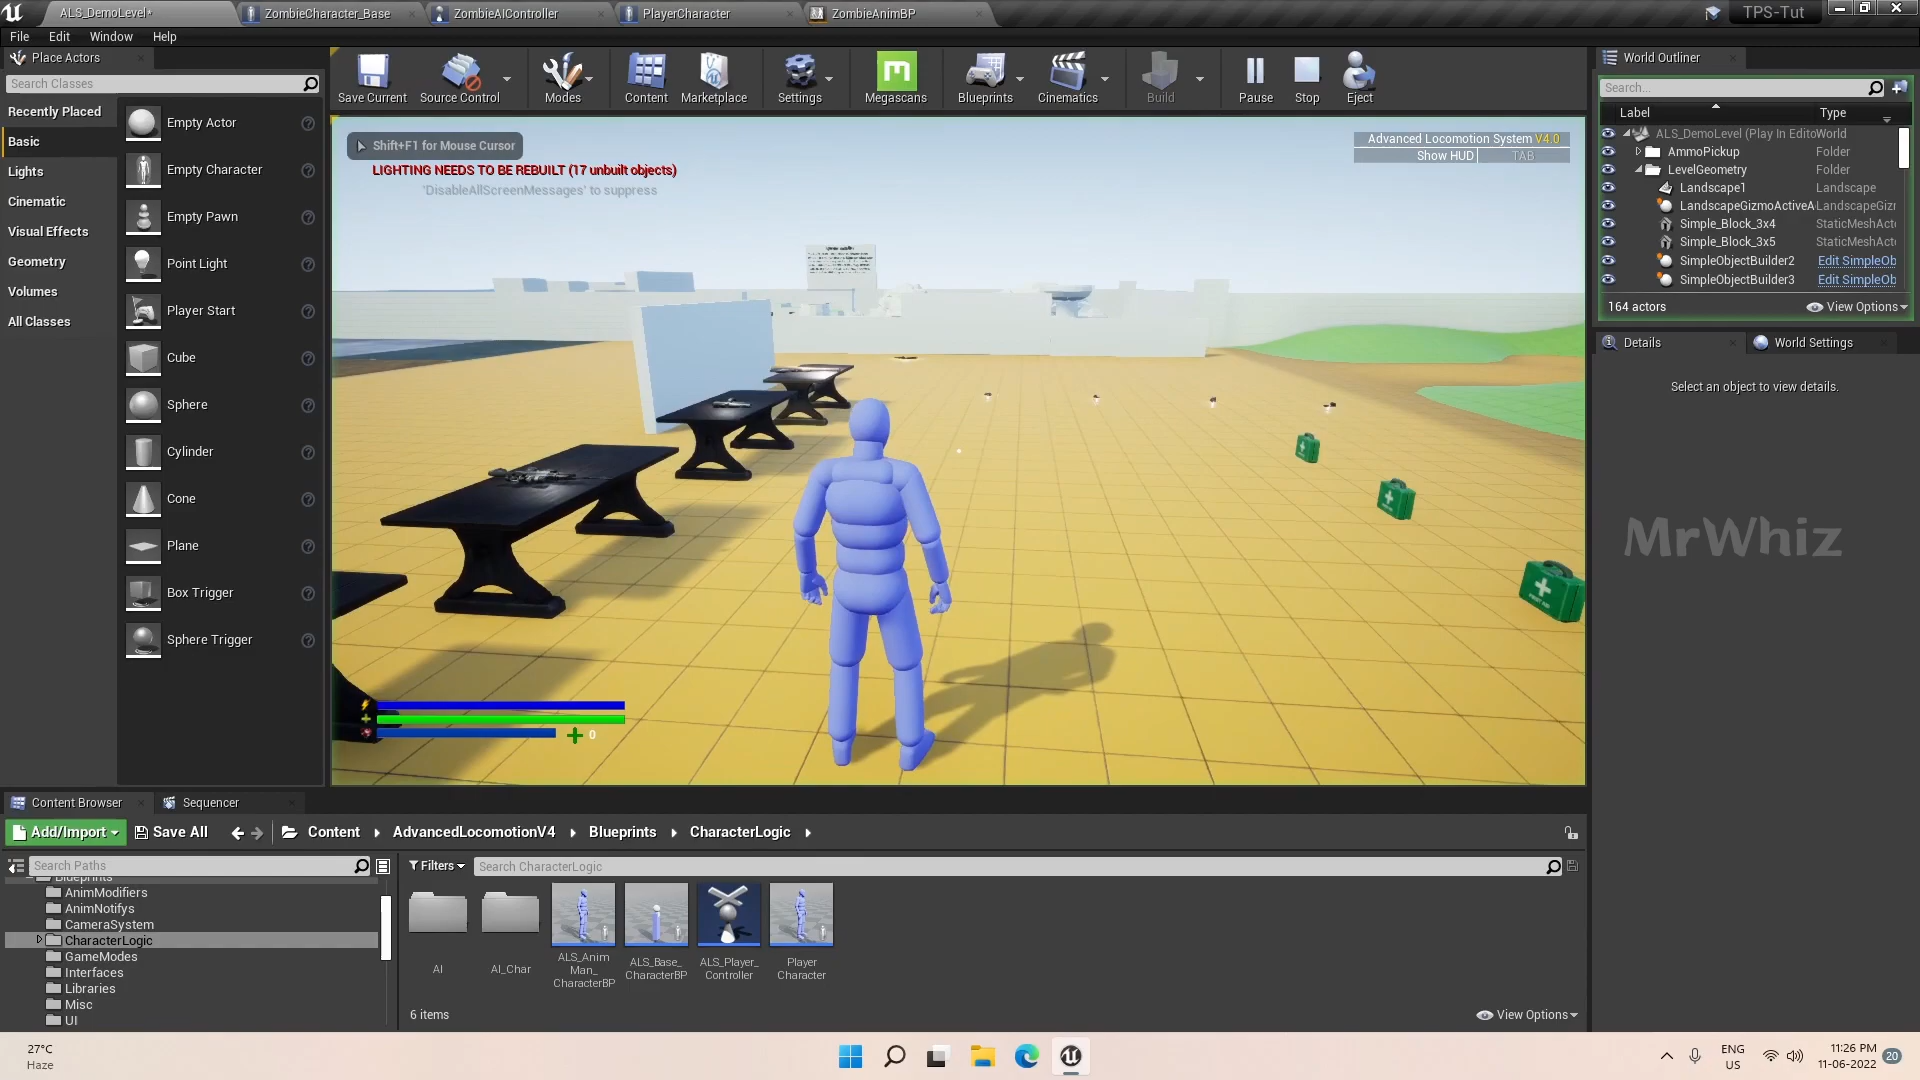 ALS_DemoLevel*
ZombieCharacter_Base
ZombieAIController
PlayerCharacter
ZombieAnimBP
TPS-Tut
File
Edit
Window
Help
Place Actors
Search Classes
Recently Placed
Basic
Lights
Cinematic
Visual Effects
Geometry
Volumes
All Classes
Empty Actor
Empty Character
Empty Pawn
Point Light
Player Start
Cube
Sphere
Cylinder
Cone
Plane
Box Trigger
Sphere Trigger
Save Current
Source Control
Modes
Content
Marketplace
Settings
Megascans
Blueprints
Cinematics
Build
Pause
Stop
Eject
Shift+F1 for Mouse Cursor
LIGHTING NEEDS TO BE REBUILT (17 unbuilt objects)
'DisableAllScreenMessages' to suppress
Advanced Locomotion System V4.0
Show HUD TAB
FIRST AID
0
World Outliner
Search...
Label Type
ALS_DemoLevel (Play In Edito World
AmmoPickup Folder
LevelGeometry Folder
Landscape1 Landscape
LandscapeGizmoActiveA LandscapeGizr
Simple_Block_3x4 StaticMeshAct
Simple_Block_3x5 StaticMeshAct
SimpleObjectBuilder2 Edit SimpleOb
SimpleObjectBuilder3 Edit SimpleOb
164 actors
View Options
Details
World Settings
Select an object to view details.
MrWhiz
Content Browser
Sequencer
Add/Import
Save All
Content
AdvancedLocomotionV4
Blueprints
CharacterLogic
Search Paths
Filters
Search CharacterLogic
Blueprints
AnimModifiers
AnimNotifys
CameraSystem
CharacterLogic
GameModes
Interfaces
Libraries
Misc
UI
AI
AI_Char
ALS_Anim
Man_
CharacterBP
ALS_Base_
CharacterBP
ALS_Player_
Controller
Player
Character
6 items
View Options
27°C
Haze
ENG
US
11:26 PM
11-06-2022
20